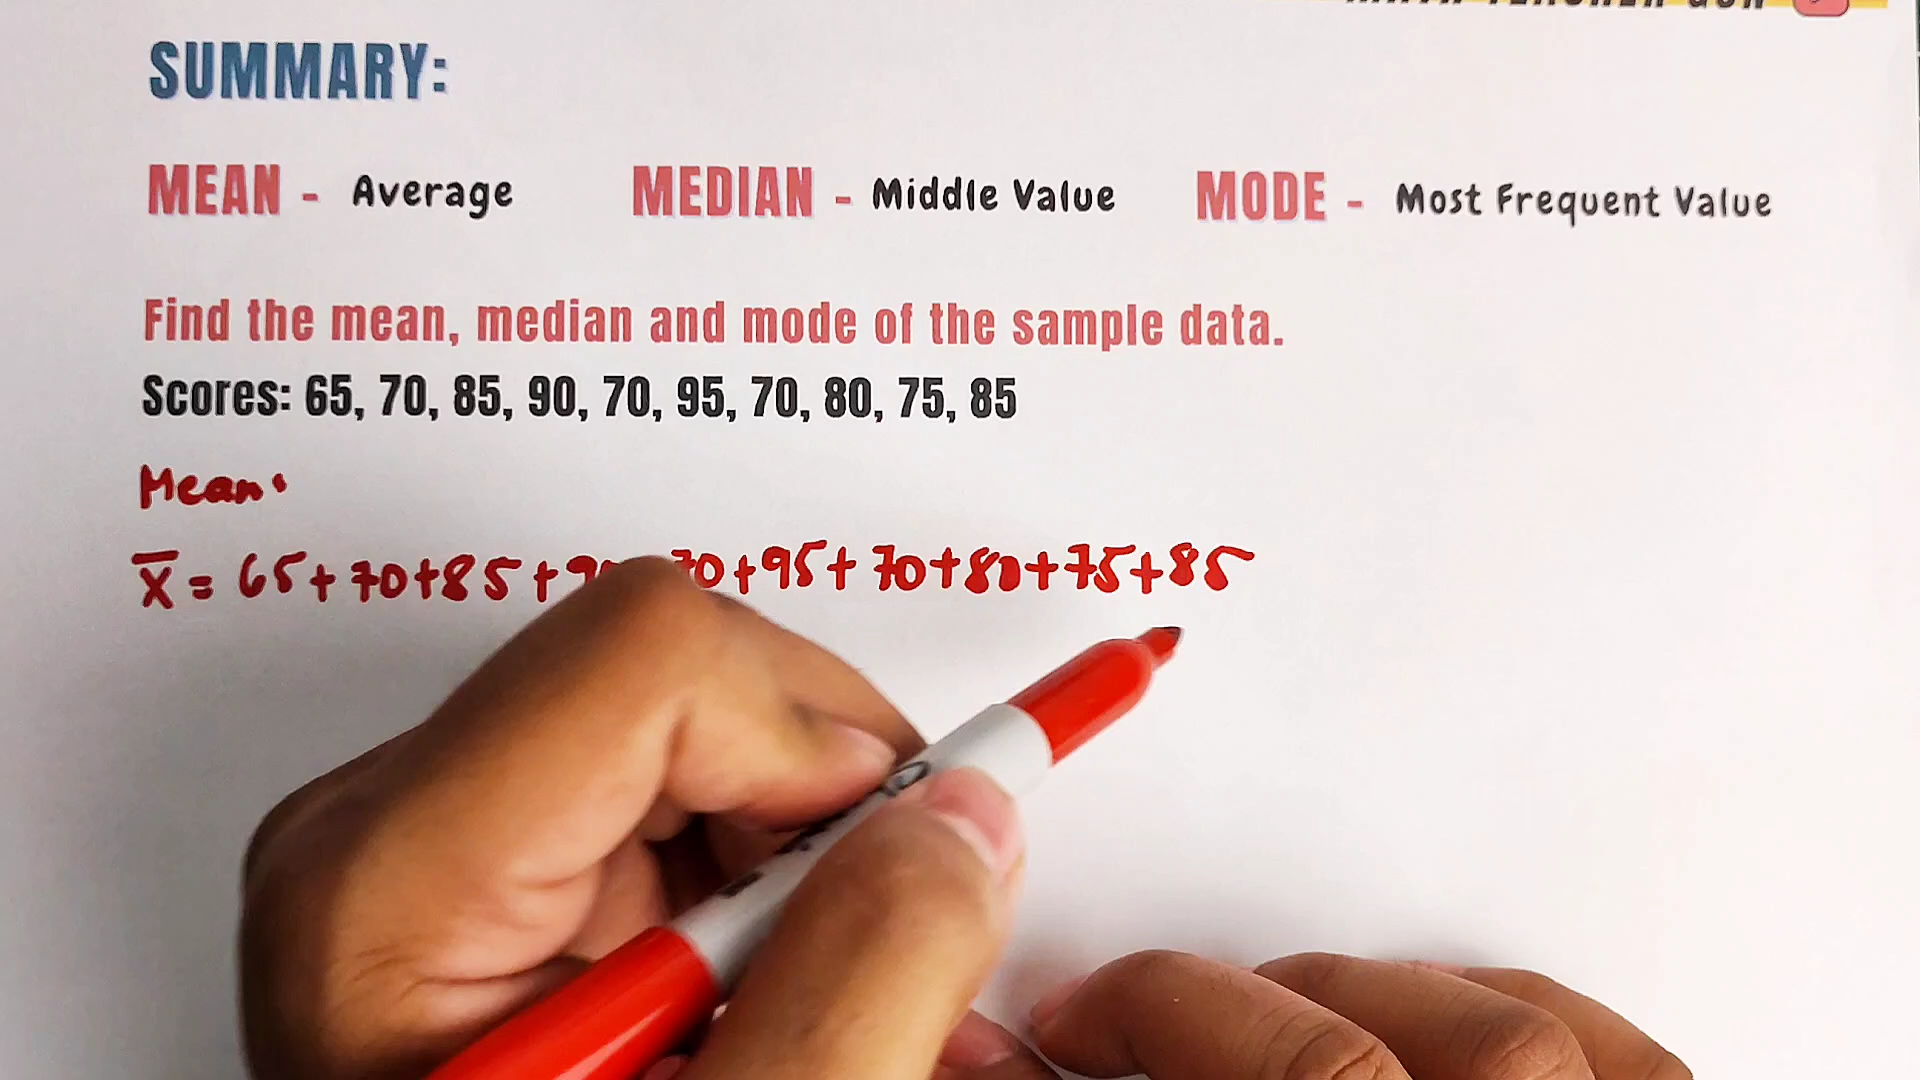 SUMMARY:
MEAN - Average MEDIAN - Middle Value MODE - Most Frequent Value
Find the mean, median and mode of the sample data.
Scores: 65, 70, 85, 90, 70, 95, 70, 80, 75, 85
Mean:
x̄ = 65+70+85+ 70+95+70+80+75+85